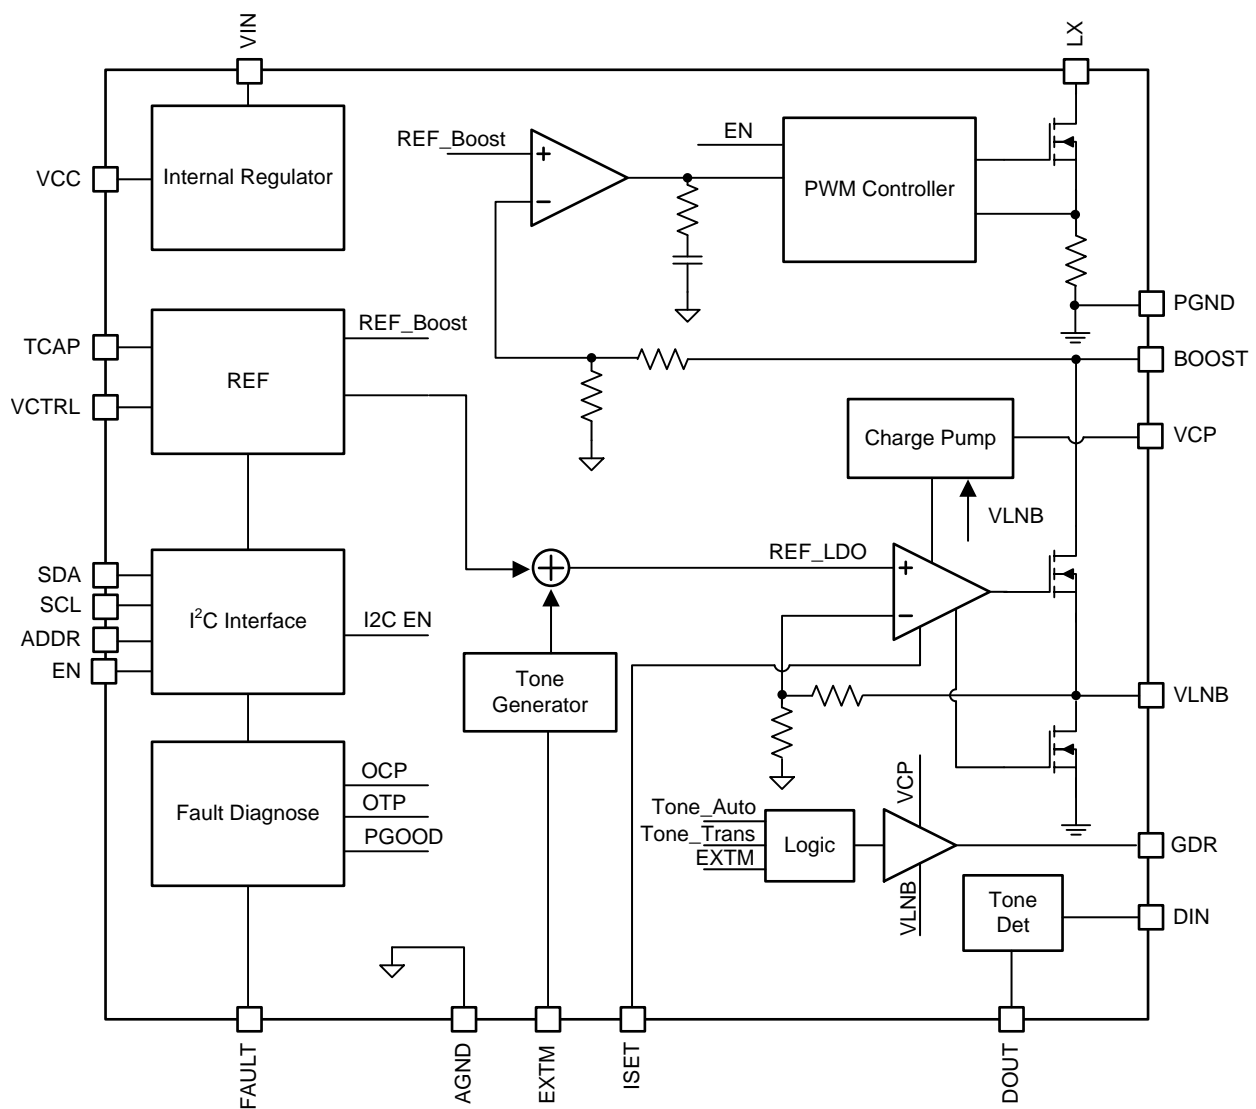 VIN
LX
Internal Regulator
VCC
REF_Boost
+
−
EN
PWM Controller
PGND
BOOST
TCAP
VCTRL
REF
REF_Boost
Charge Pump
VCP
VLNB
SDA
SCL
ADDR
EN
I²C Interface
I2C EN
REF_LDO
+
−
Tone
Generator
VLNB
Fault Diagnose
OCP
OTP
PGOOD
Tone_Auto
Tone_Trans
EXTM
Logic
VCP
VLNB
GDR
Tone
Det
DIN
FAULT
AGND
EXTM
ISET
DOUT